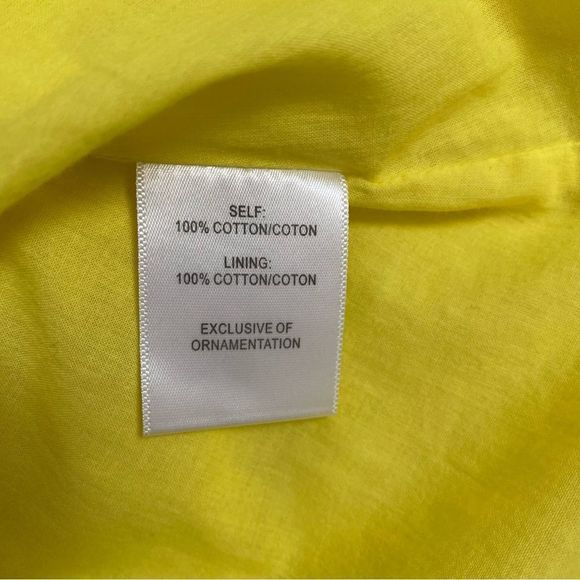 SELF:
100% COTTON/COTON
LINING:
100% COTTON/COTON
EXCLUSIVE OF
ORNAMENTATION